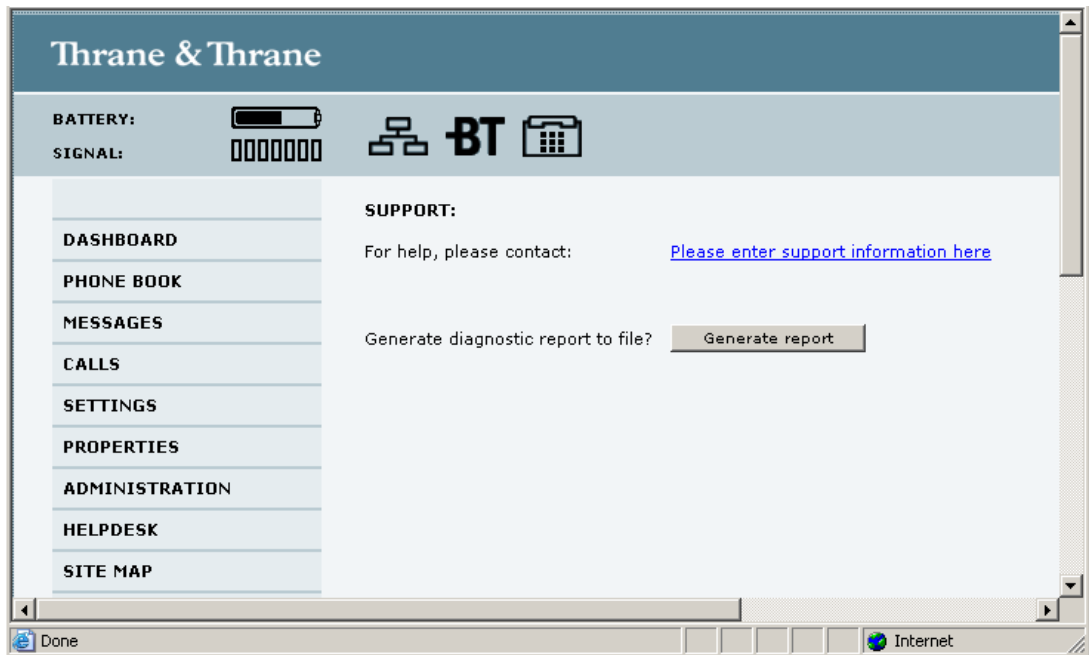 Thrane & Thrane
BATTERY:
SIGNAL:
BT
DASHBOARD
PHONE BOOK
MESSAGES
CALLS
SETTINGS
PROPERTIES
ADMINISTRATION
HELPDESK
SITE MAP
SUPPORT:
For help, please contact: Please enter support information here
Generate diagnostic report to file? Generate report
Done
Internet